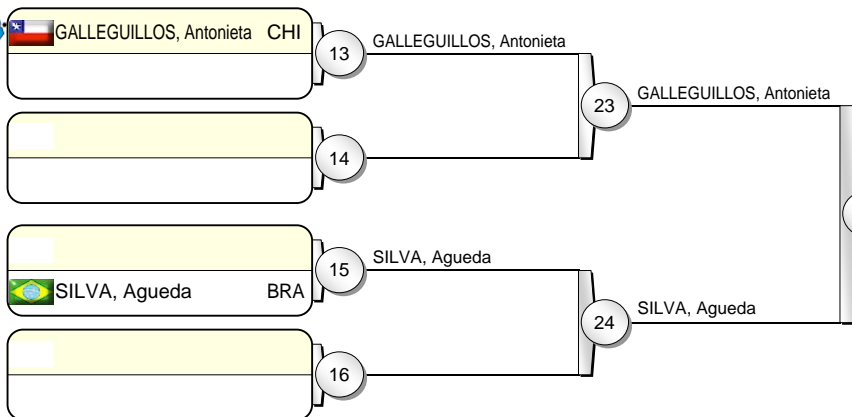 GALLEGUILLOS, Antonieta CHI
13
GALLEGUILLOS, Antonieta
23
GALLEGUILLOS, Antonieta
14
15
SILVA, Agueda
SILVA, Agueda BRA
24
SILVA, Agueda
16